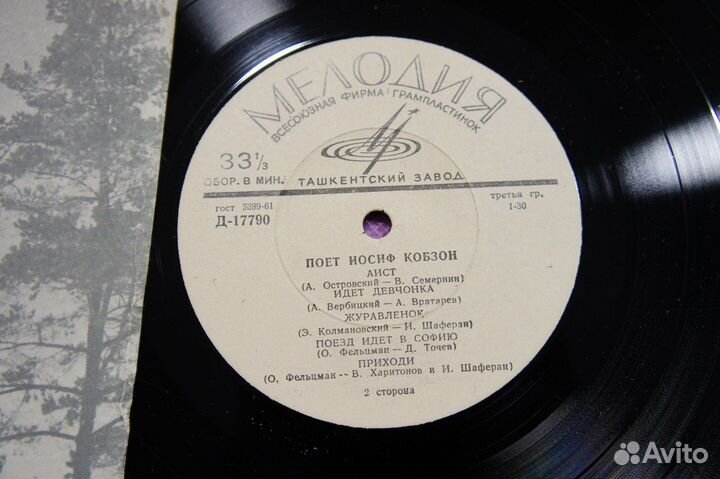 МЕЛОДИЯ
ВСЕСОЮЗНАЯ ФИРМА ГРАМПЛАСТИНОК
33⅓
ОБОР. В МИН.
ТАШКЕНТСКИЙ ЗАВОД
гост 5289-61
Д-17790
третья гр.
1-30
ПОЕТ ИОСИФ КОБЗОН
АИСТ
(А. Островский — В. Семернин)
ИДЕТ ДЕВЧОНКА
(А. Вербицкий — А. Вратарев)
ЖУРАВЛЕНОК
(Э. Колмановский — И. Шаферан)
ПОЕЗД ИДЕТ В СОФИЮ
(О. Фельцман — Д. Точев)
ПРИХОДИ
(О. Фельцман — В. Харитонов и И. Шаферан)
2 сторона
Avito